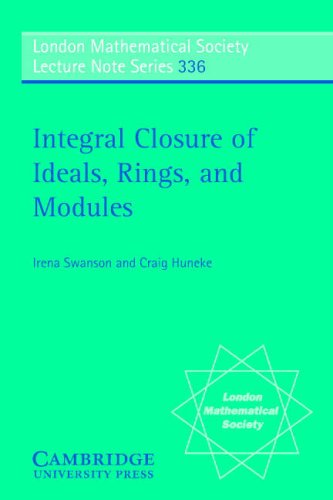 London Mathematical Society
Lecture Note Series 336
Integral Closure of
Ideals, Rings, and
Modules
Irena Swanson and Craig Huneke
London
Mathematical
Society
CAMBRIDGE
UNIVERSITY PRESS